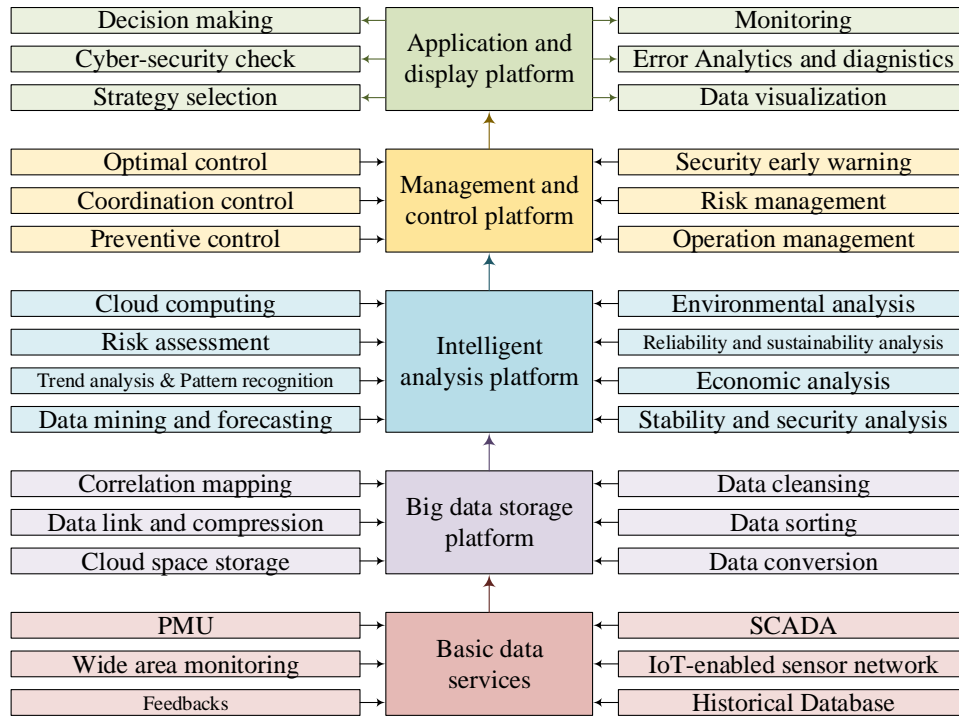 Decision making
Cyber-security check
Strategy selection
Application and
display platform
Monitoring
Error Analytics and diagnistics
Data visualization
Optimal control
Coordination control
Preventive control
Management and
control platform
Security early warning
Risk management
Operation management
Cloud computing
Risk assessment
Trend analysis & Pattern recognition
Data mining and forecasting
Intelligent
analysis platform
Environmental analysis
Reliability and sustainability analysis
Economic analysis
Stability and security analysis
Correlation mapping
Data link and compression
Cloud space storage
Big data storage
platform
Data cleansing
Data sorting
Data conversion
PMU
Wide area monitoring
Feedbacks
Basic data
services
SCADA
IoT-enabled sensor network
Historical Database